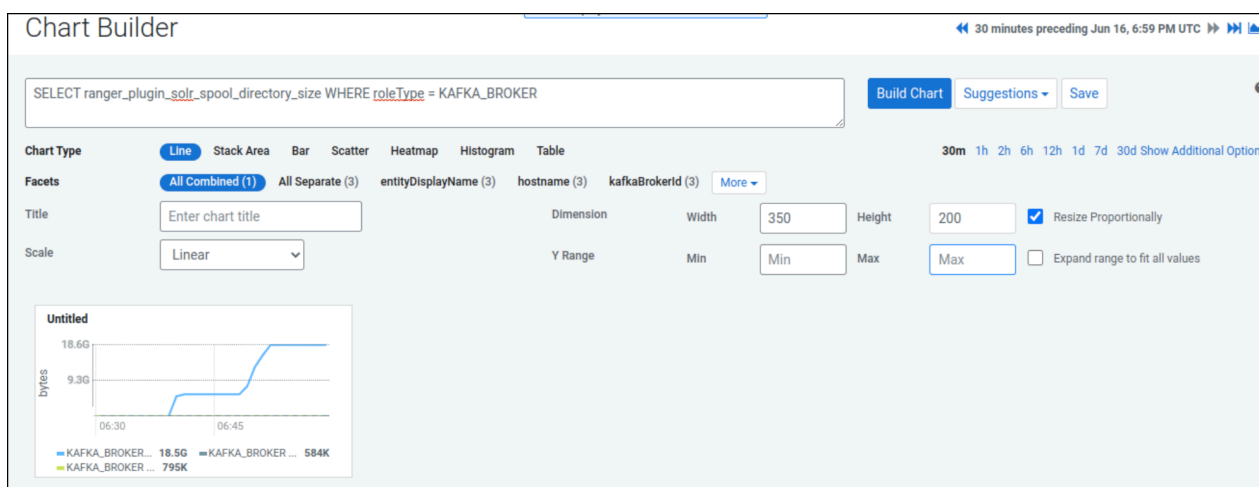 Chart Builder
30 minutes preceding Jun 16, 6:59 PM UTC
SELECT ranger_plugin_solr_spool_directory_size WHERE roleType = KAFKA_BROKER
Build Chart Suggestions Save
Chart Type Line Stack Area Bar Scatter Heatmap Histogram Table 30m 1h 2h 6h 12h 1d 7d 30d Show Additional Option
Facets All Combined (1) All Separate (3) entityDisplayName (3) hostname (3) kafkaBrokerId (3) More
Title Enter chart title Dimension Width 350 Height 200 Resize Proportionally
Scale Linear Y Range Min Min Max Max Expand range to fit all values
Untitled
18.6G
9.3G
bytes
06:30 06:45
KAFKA_BROKER... 18.5G KAFKA_BROKER ... 584K
KAFKA_BROKER ... 795K